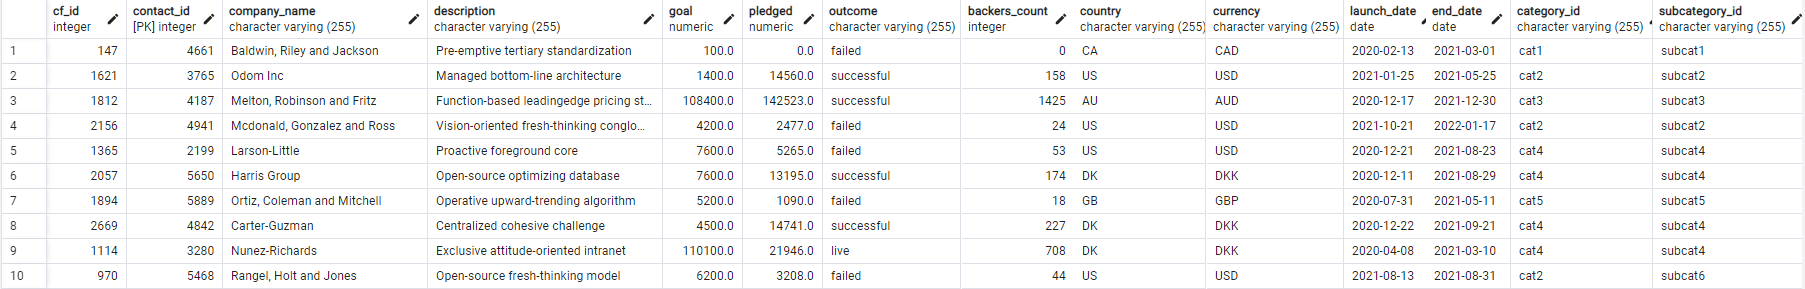 cf_id contact_id company_name description goal pledged outcome backers_count country currency launch_date end_date category_id subcategory_id
integer [PK] integer character varying (255) character varying (255) numeric numeric character varying (255) integer character varying (255) character varying (255) date date character varying (255) character varying (255)
1 147 4661 Baldwin, Riley and Jackson Pre-emptive tertiary standardization 100.0 0.0 failed 0 CA CAD 2020-02-13 2021-03-01 cat1 subcat1
2 1621 3765 Odom Inc Managed bottom-line architecture 1400.0 14560.0 successful 158 US USD 2021-01-25 2021-05-25 cat2 subcat2
3 1812 4187 Melton, Robinson and Fritz Function-based leadingedge pricing st... 108400.0 142523.0 successful 1425 AU AUD 2020-12-17 2021-12-30 cat3 subcat3
4 2156 4941 Mcdonald, Gonzalez and Ross Vision-oriented fresh-thinking conglo... 4200.0 2477.0 failed 24 US USD 2021-10-21 2022-01-17 cat2 subcat2
5 1365 2199 Larson-Little Proactive foreground core 7600.0 5265.0 failed 53 US USD 2020-12-21 2021-08-23 cat4 subcat4
6 2057 5650 Harris Group Open-source optimizing database 7600.0 13195.0 successful 174 DK DKK 2020-12-11 2021-08-29 cat4 subcat4
7 1894 5889 Ortiz, Coleman and Mitchell Operative upward-trending algorithm 5200.0 1090.0 failed 18 GB GBP 2020-07-31 2021-05-11 cat5 subcat5
8 2669 4842 Carter-Guzman Centralized cohesive challenge 4500.0 14741.0 successful 227 DK DKK 2020-12-22 2021-09-21 cat4 subcat4
9 1114 3280 Nunez-Richards Exclusive attitude-oriented intranet 110100.0 21946.0 live 708 DK DKK 2020-04-08 2021-03-10 cat4 subcat4
10 970 5468 Rangel, Holt and Jones Open-source fresh-thinking model 6200.0 3208.0 failed 44 US USD 2021-08-13 2021-08-31 cat2 subcat6